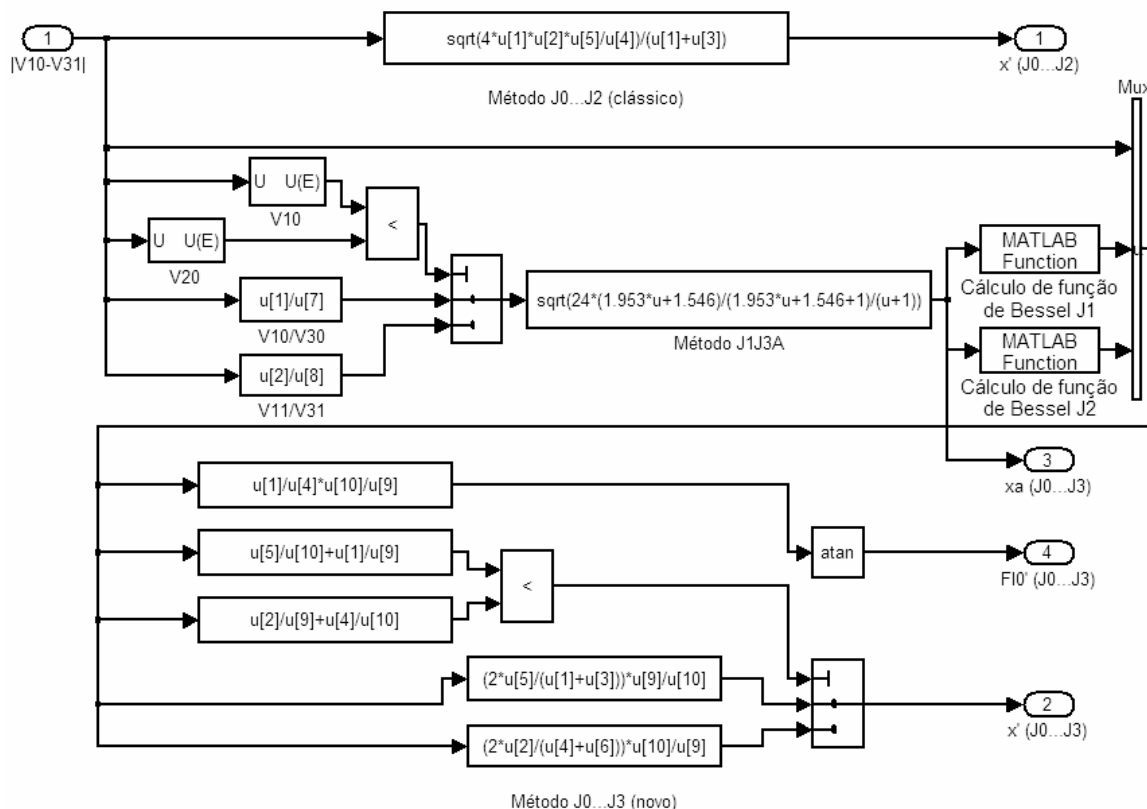 1
|V10-V31|
sqrt(4*u[1]*u[2]*u[5]/u[4])/(u[1]+u[3])
1
x' (J0...J2)
Método J0...J2 (clássico)
Mux
U U(E)
V10
<
U U(E)
V20
u[1]/u[7]
V10/V30
u[2]/u[8]
V11/V31
sqrt(24*(1.953*u+1.546)/(1.953*u+1.546+1)/(u+1))
Métído J1J3A
MATLAB
Function
Cálculo de função
de Bessel J1
MATLAB
Function
Cálculo de função
de Bessel J2
3
xa (J0...J3)
u[1]/u[4]*u[10]/u[9]
atan
4
FI0' (J0...J3)
u[5]/u[10]+u[1]/u[9]
<
u[2]/u[9]+u[4]/u[10]
(2*u[5]/(u[1]+u[3]))*u[9]/u[10]
2
x' (J0...J3)
(2*u[2]/(u[4]+u[6]))*u[10]/u[9]
Método J0...J3 (novo)